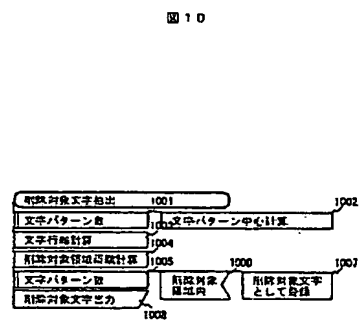 図10
削除対象文字抽出 1001
文字パターン数 1003 文字パターン中心計算 1002
文字行幅計算 1004
削除対象領域範囲計算 1005
文字パターン数 削除対象領域内 1006 削除対象文字として登録 1007
削除対象文字出力 1008